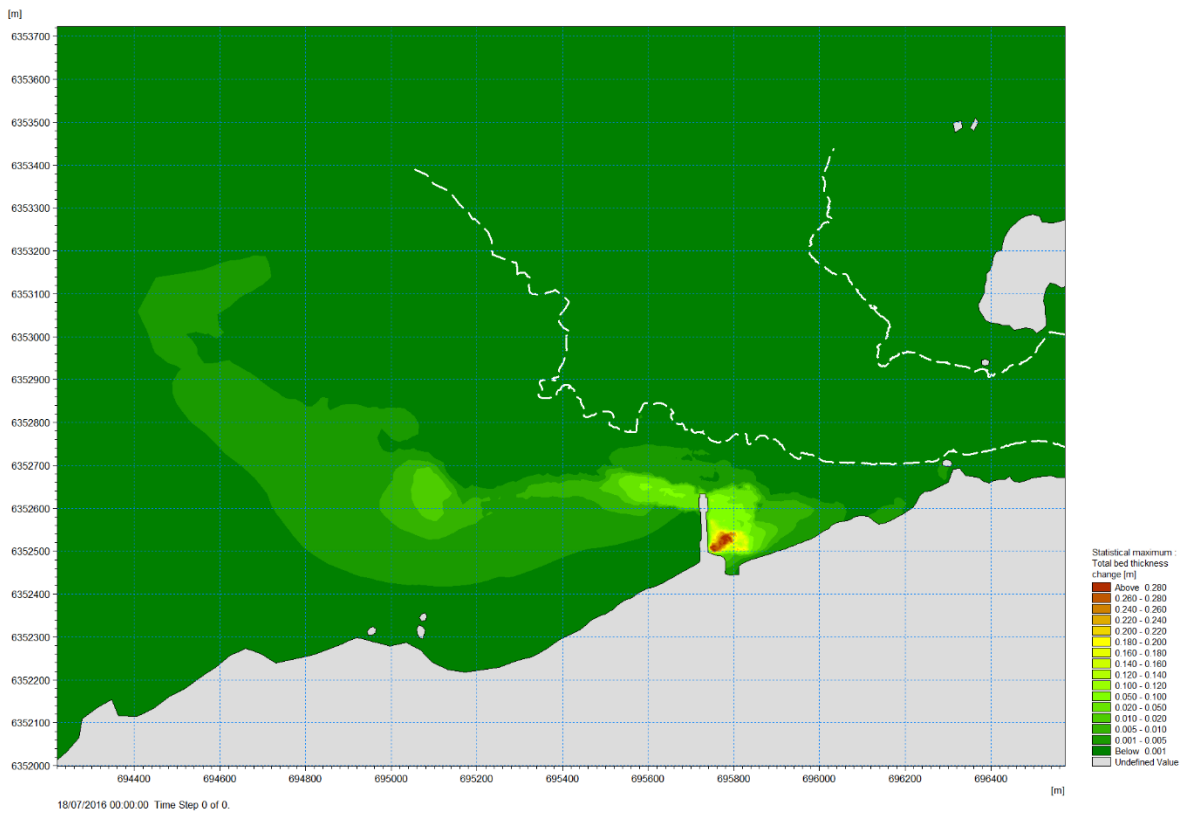 [m]
6353700
6353600
6353500
6353400
6353300
6353200
6353100
6353000
6352900
6352800
6352700
6352600
6352500
6352400
6352300
6352200
6352100
6352000
694400 694600 694800 695000 695200 695400 695600 695800 696000 696200 696400
[m]
18/07/2016 00:00:00 Time Step 0 of 0.
Statistical maximum :
Total bed thickness
change [m]
Above 0.280
0.260 - 0.280
0.240 - 0.260
0.220 - 0.240
0.200 - 0.220
0.180 - 0.200
0.160 - 0.180
0.140 - 0.160
0.120 - 0.140
0.100 - 0.120
0.050 - 0.100
0.020 - 0.050
0.010 - 0.020
0.005 - 0.010
0.001 - 0.005
Below 0.001
Undefined Value